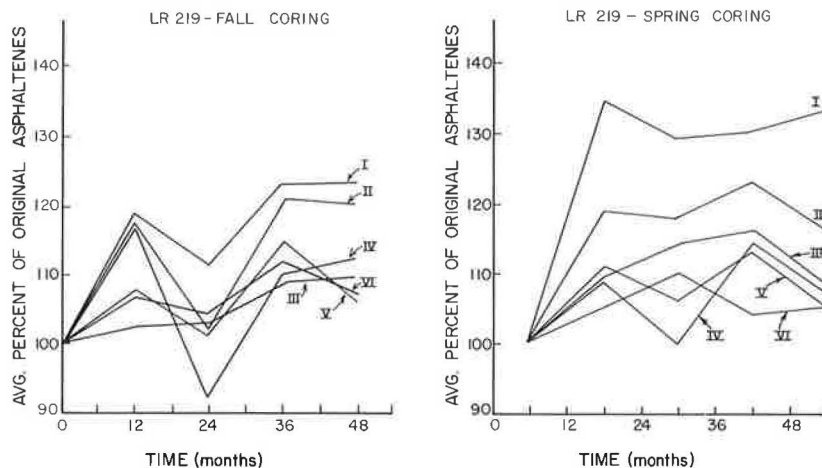 LR 219 - FALL CORING
AVG. PERCENT OF ORIGINAL ASPHALTENES
140
130
120
110
100
90
I
II
IV
VI
III
V
0 12 24 36 48
TIME (months)
LR 219 - SPRING CORING
AVG. PERCENT OF ORIGINAL ASPHALTENES
140
130
120
110
100
90
I
II
III
V
IV
VI
0 12 24 36 48
TIME (months)